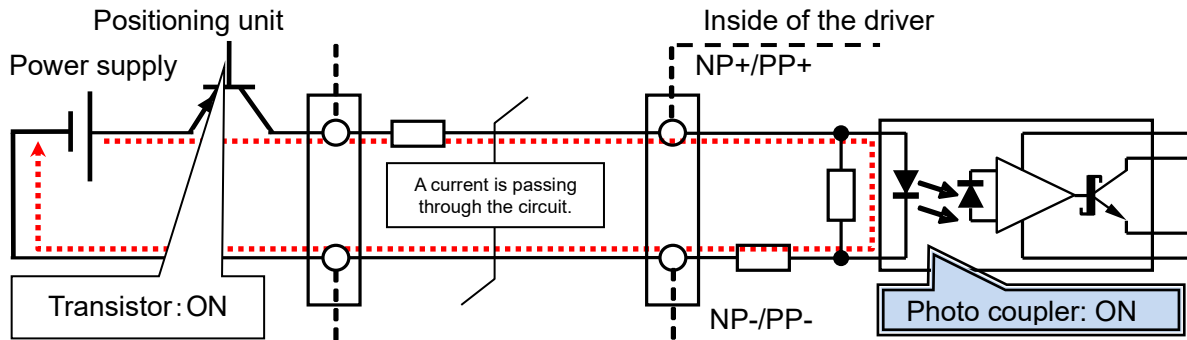 Positioning unit
Inside of the driver
Power supply
NP+/PP+
A current is passing
through the circuit.
Transistor : ON
Photo coupler: ON
NP-/PP-